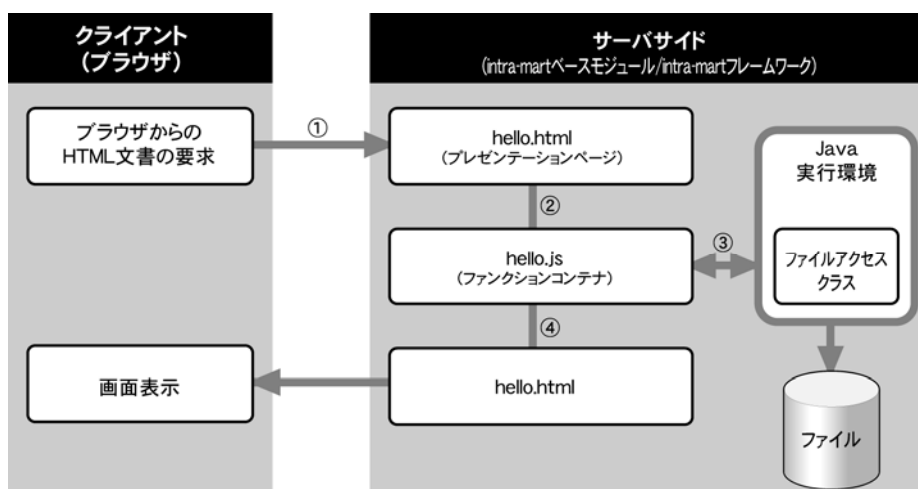 クライアント
(ブラウザ)
サーバサイド
(intra-martベースモジュール/intra-martフレームワーク)
ブラウザからの
HTML文書の要求
①
hello.html
(プレゼンテーションページ)
②
Java
実行環境
hello.js
(ファンクションコンテナ)
③
ファイルアクセス
クラス
④
画面表示
hello.html
ファイル